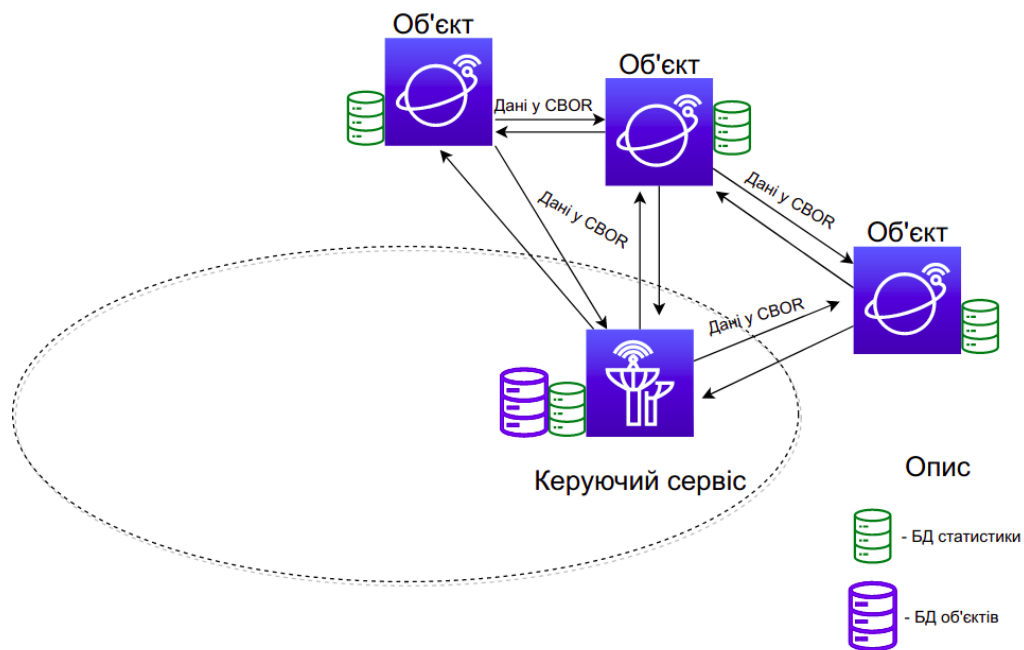 Об'єкт
Об'єкт
Дані у CBOR
Дані у CBOR
Дані у CBOR
Об'єкт
Дані у CBOR
Керуючий сервіс
Опис
- БД статистики
- БД об'єктів